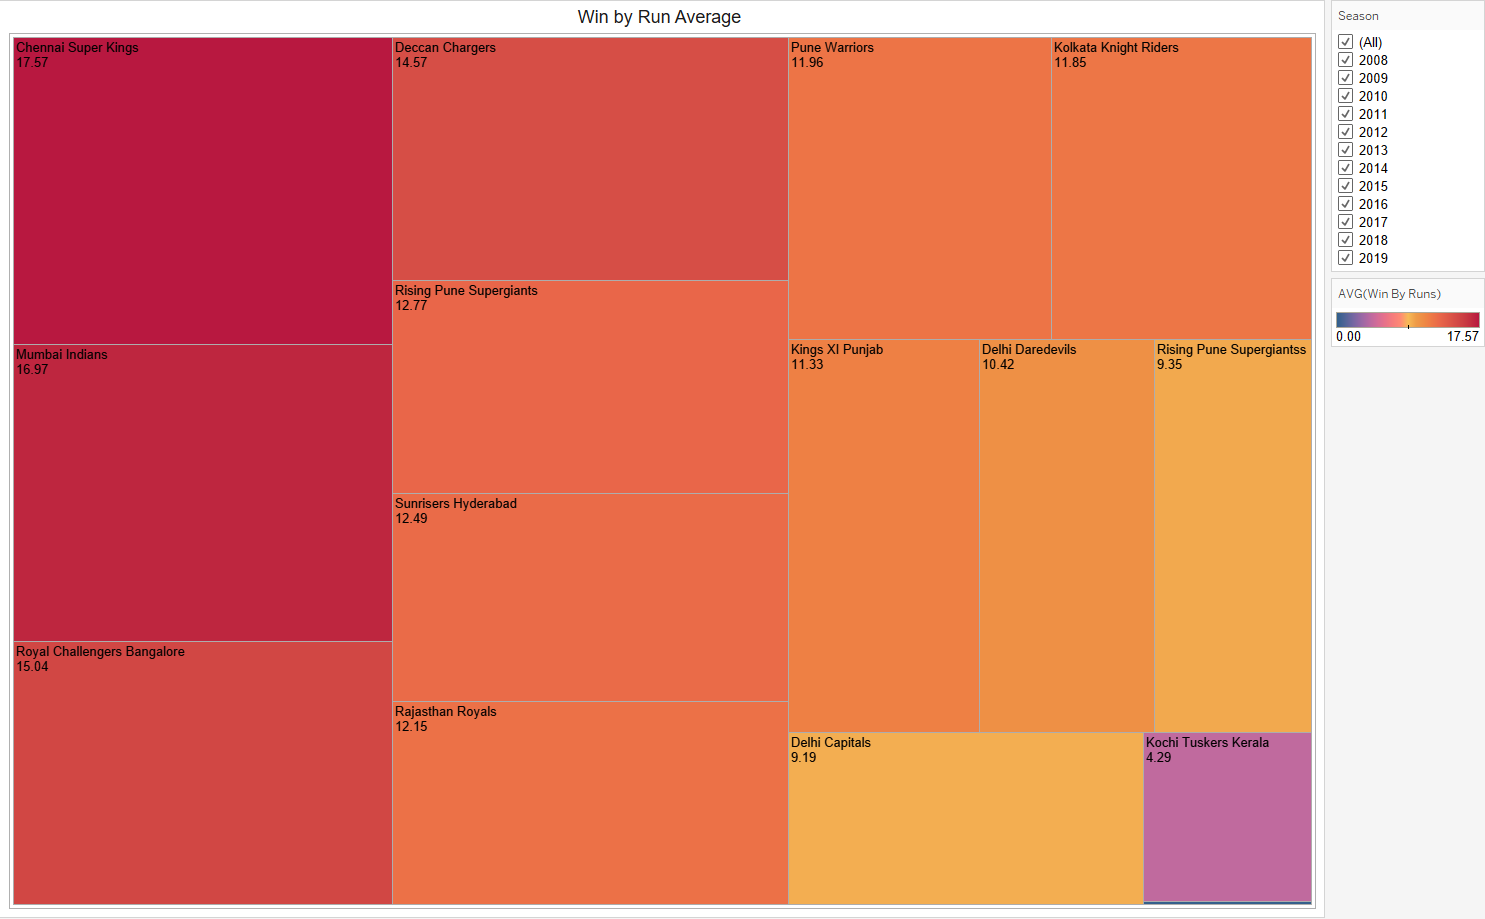 Win by Run Average
Chennai Super Kings
17.57
Mumbai Indians
16.97
Royal Challengers Bangalore
15.04
Deccan Chargers
14.57
Rising Pune Supergiants
12.77
Sunrisers Hyderabad
12.49
Rajasthan Royals
12.15
Pune Warriors
11.96
Kolkata Knight Riders
11.85
Kings XI Punjab
11.33
Delhi Daredevils
10.42
Rising Pune Supergiantss
9.35
Delhi Capitals
9.19
Kochi Tuskers Kerala
4.29
Season
(All)
2008
2009
2010
2011
2012
2013
2014
2015
2016
2017
2018
2019
AVG(Win By Runs)
0.00 17.57